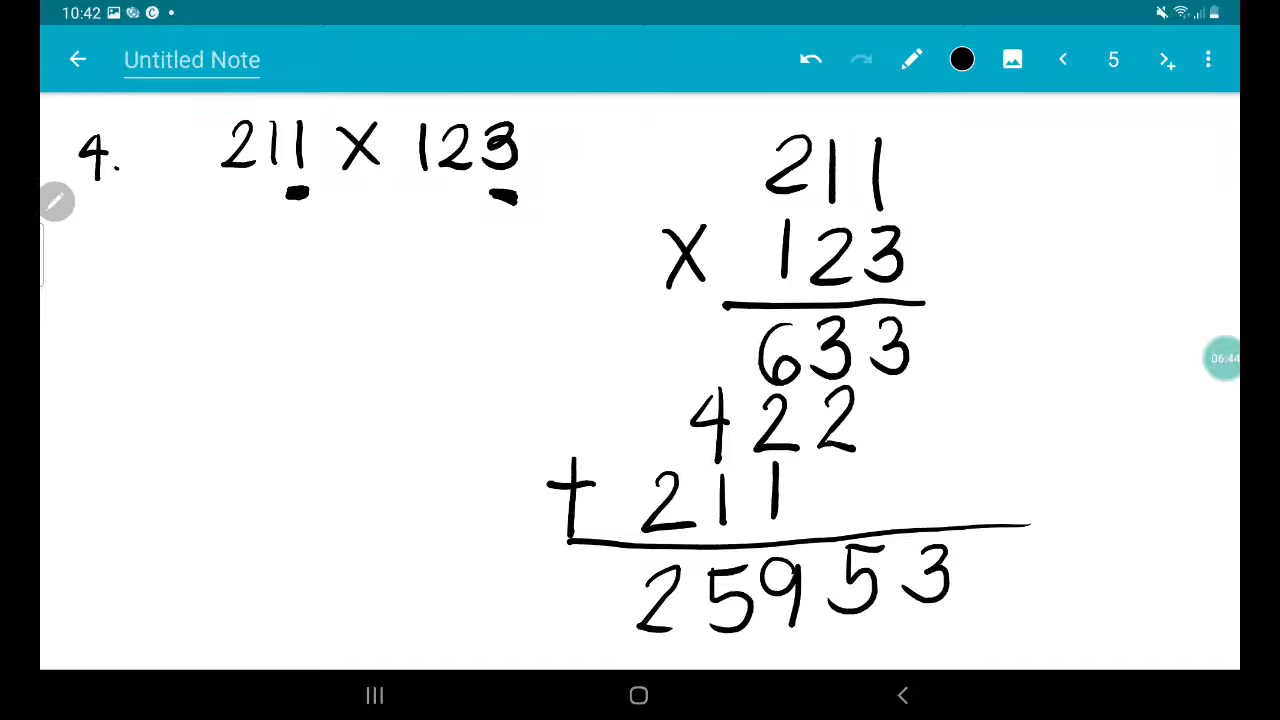 10:42
Untitled Note
5
4. 211 X 123
211
X 123
633
422
+ 211
25953
06:44